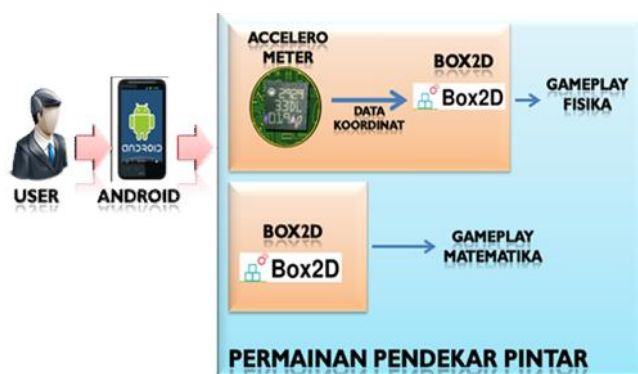 ACCELERO
METER
BOX2D
Box2D
DATA
KOORDINAT
GAMEPLAY
FISIKA
USER
ANDROID
BOX2D
Box2D
GAMEPLAY
MATEMATIKA
PERMAINAN PENDEKAR PINTAR